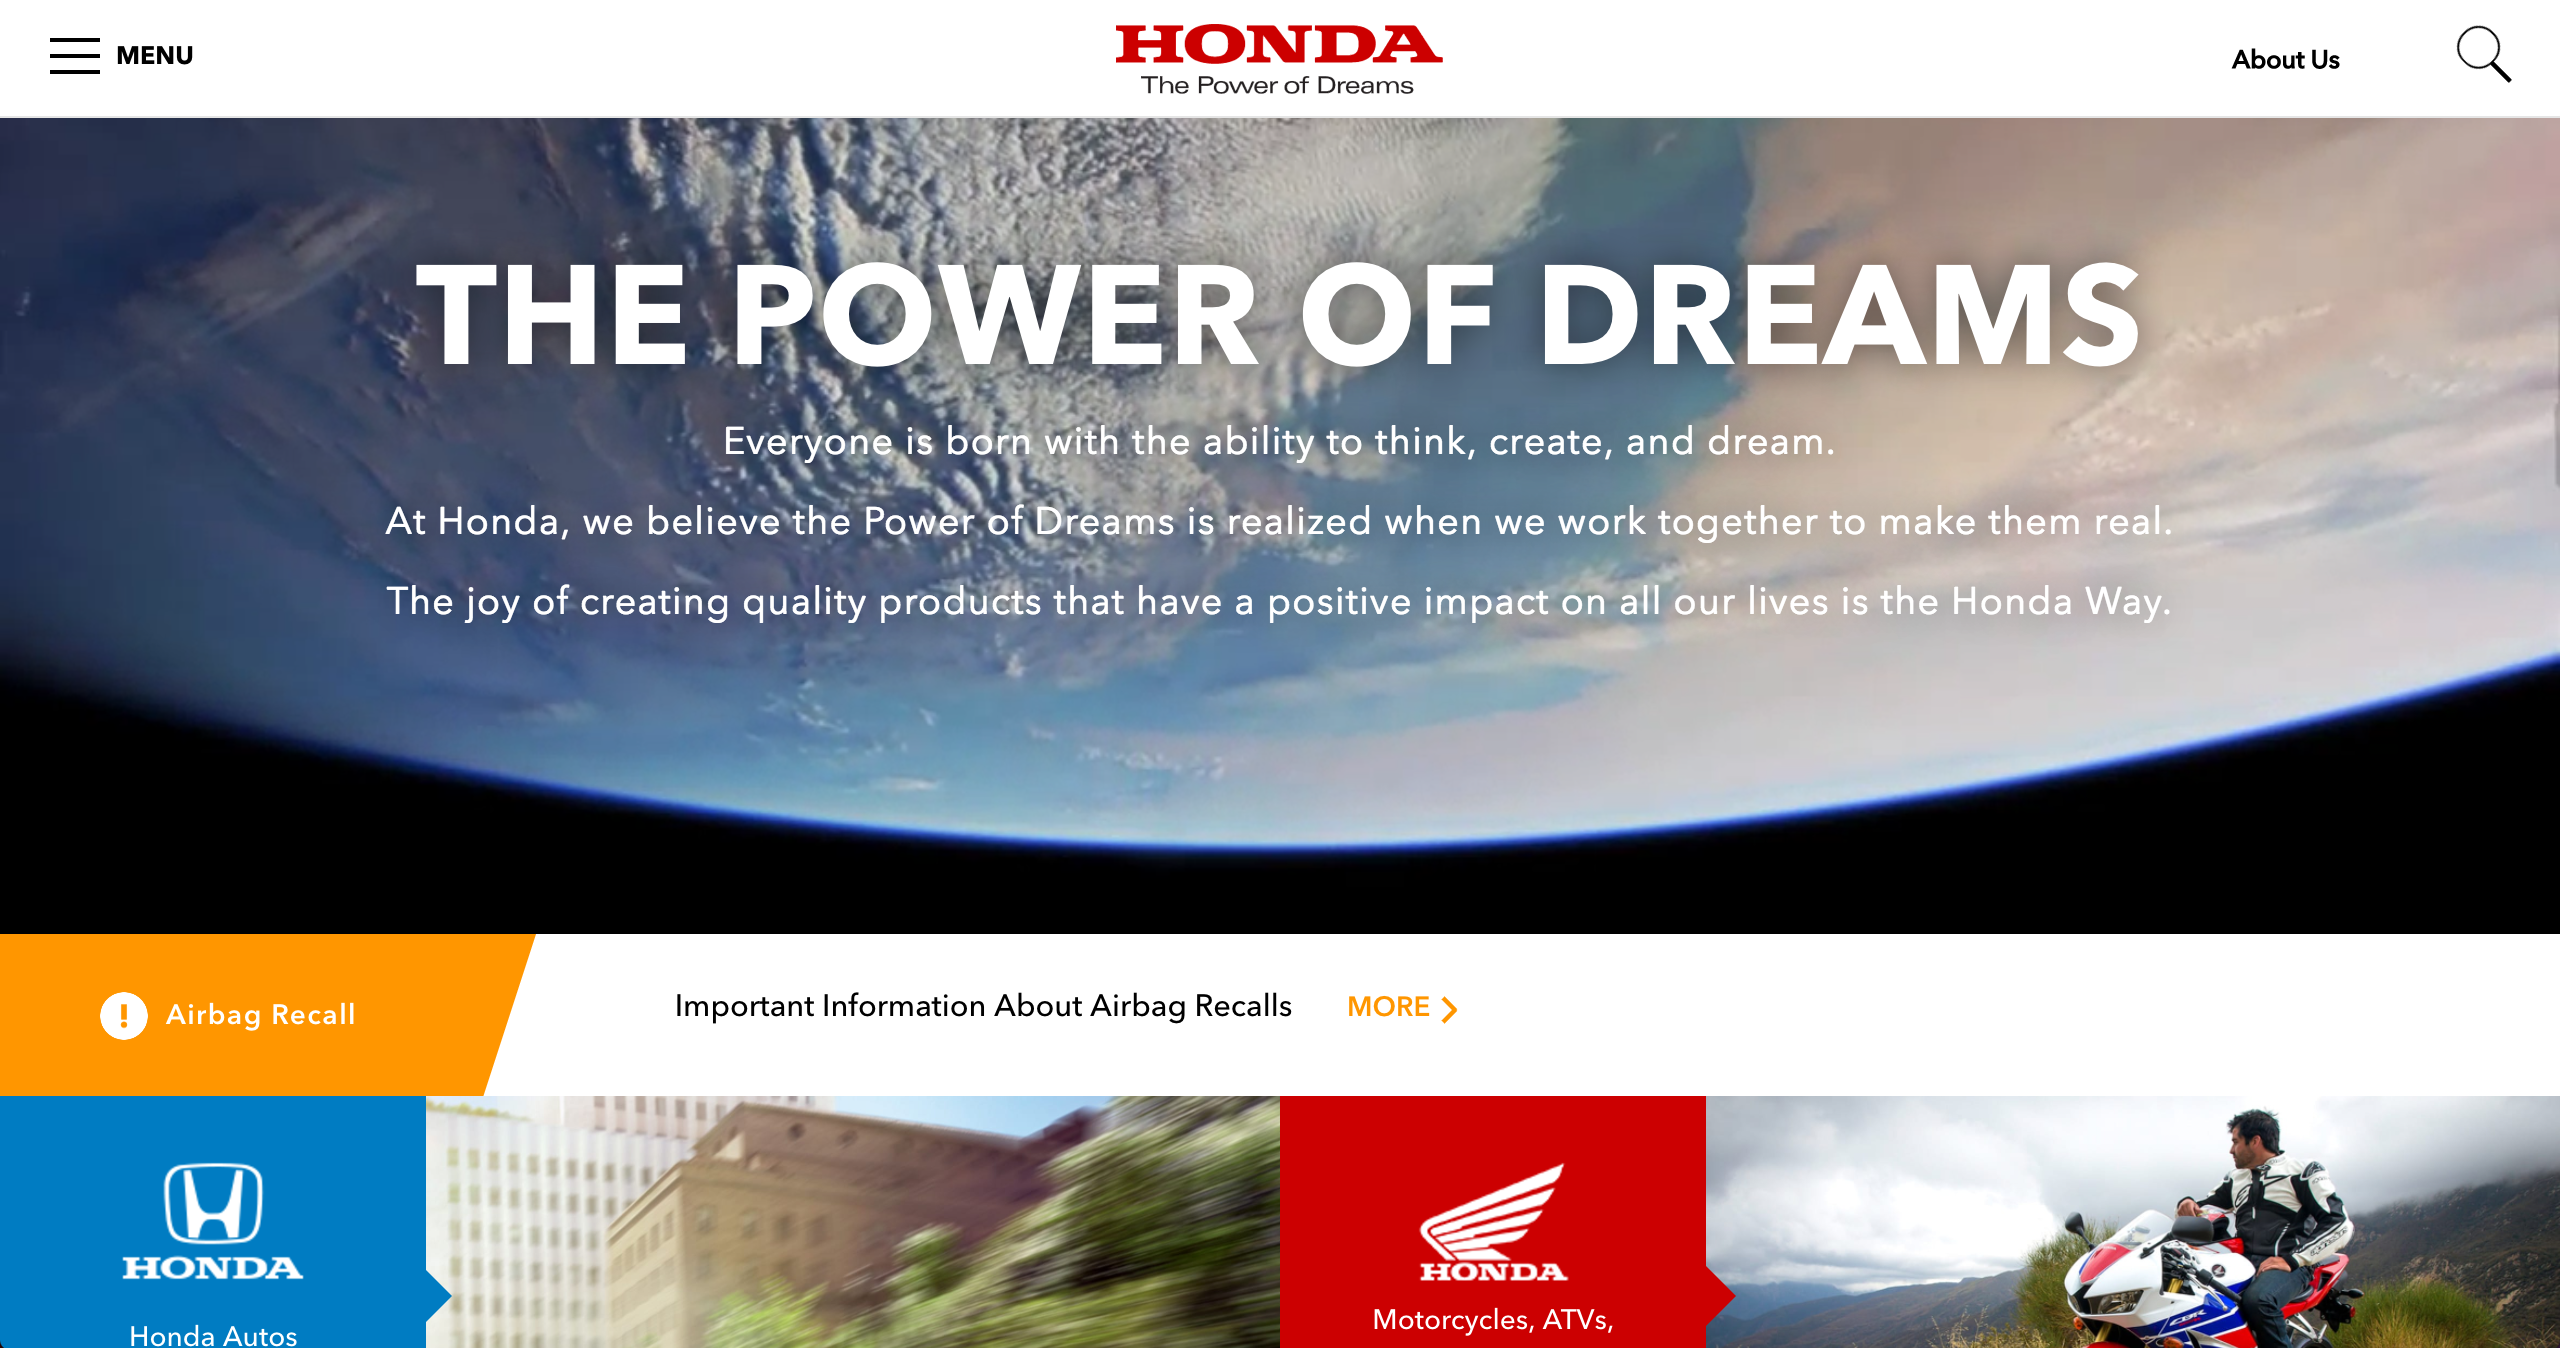 MENU
HONDA
The Power of Dreams
About Us
THE POWER OF DREAMS
Everyone is born with the ability to think, create, and dream.
At Honda, we believe the Power of Dreams is realized when we work together to make them real.
The joy of creating quality products that have a positive impact on all our lives is the Honda Way.
! Airbag Recall
Important Information About Airbag Recalls
MORE
HONDA
Honda Autos
HONDA
Motorcycles, ATVs,